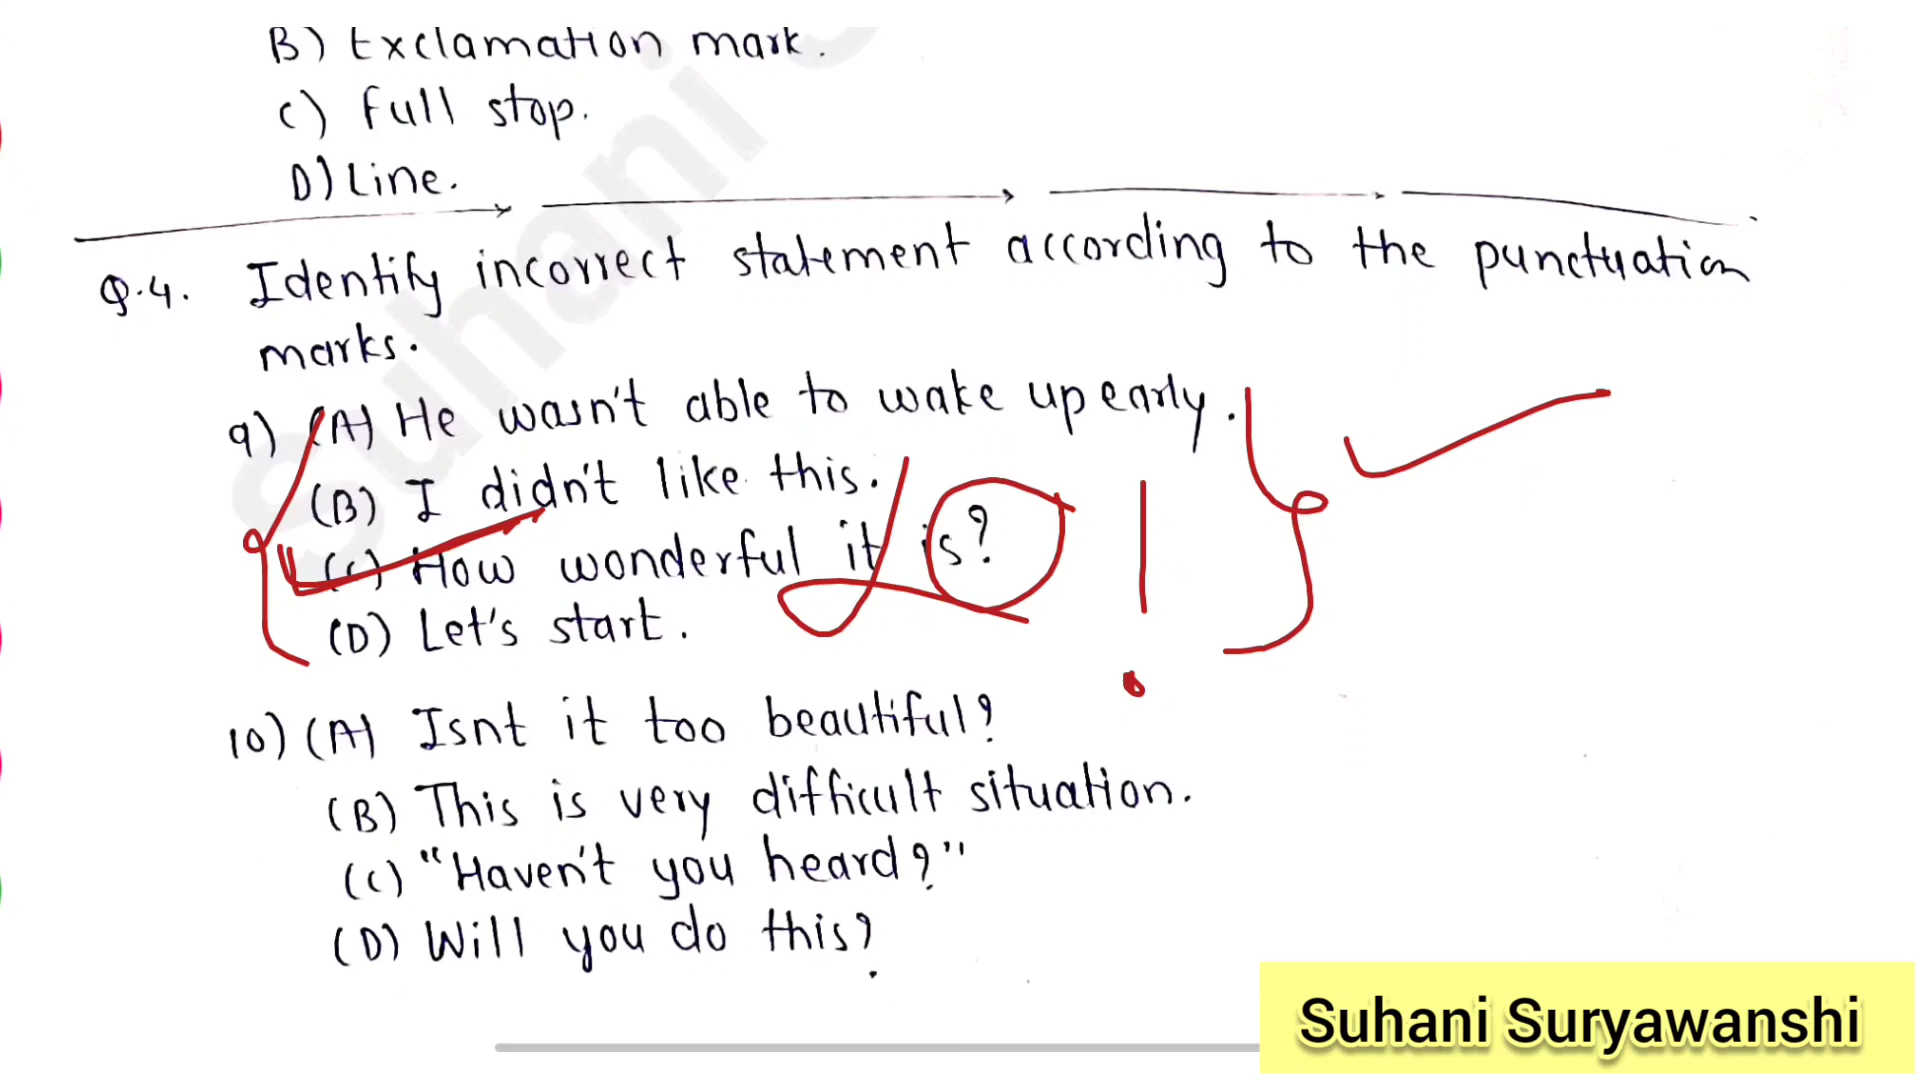 B) Exclamation mark.
C) Full stop.
D) Line.
Q.4. Identify incorrect statement according to the punctuation
marks.
9) (A) He wasn't able to wake up early.
(B) I didn't like this.
(C) How wonderful it is?
!
(D) Let's start.
10) (A) Isnt it too beautiful?
(B) This is very difficult situation.
(C) "Haven't you heard?"
(D) Will you do this?
Suhani
Suhani Suryawanshi